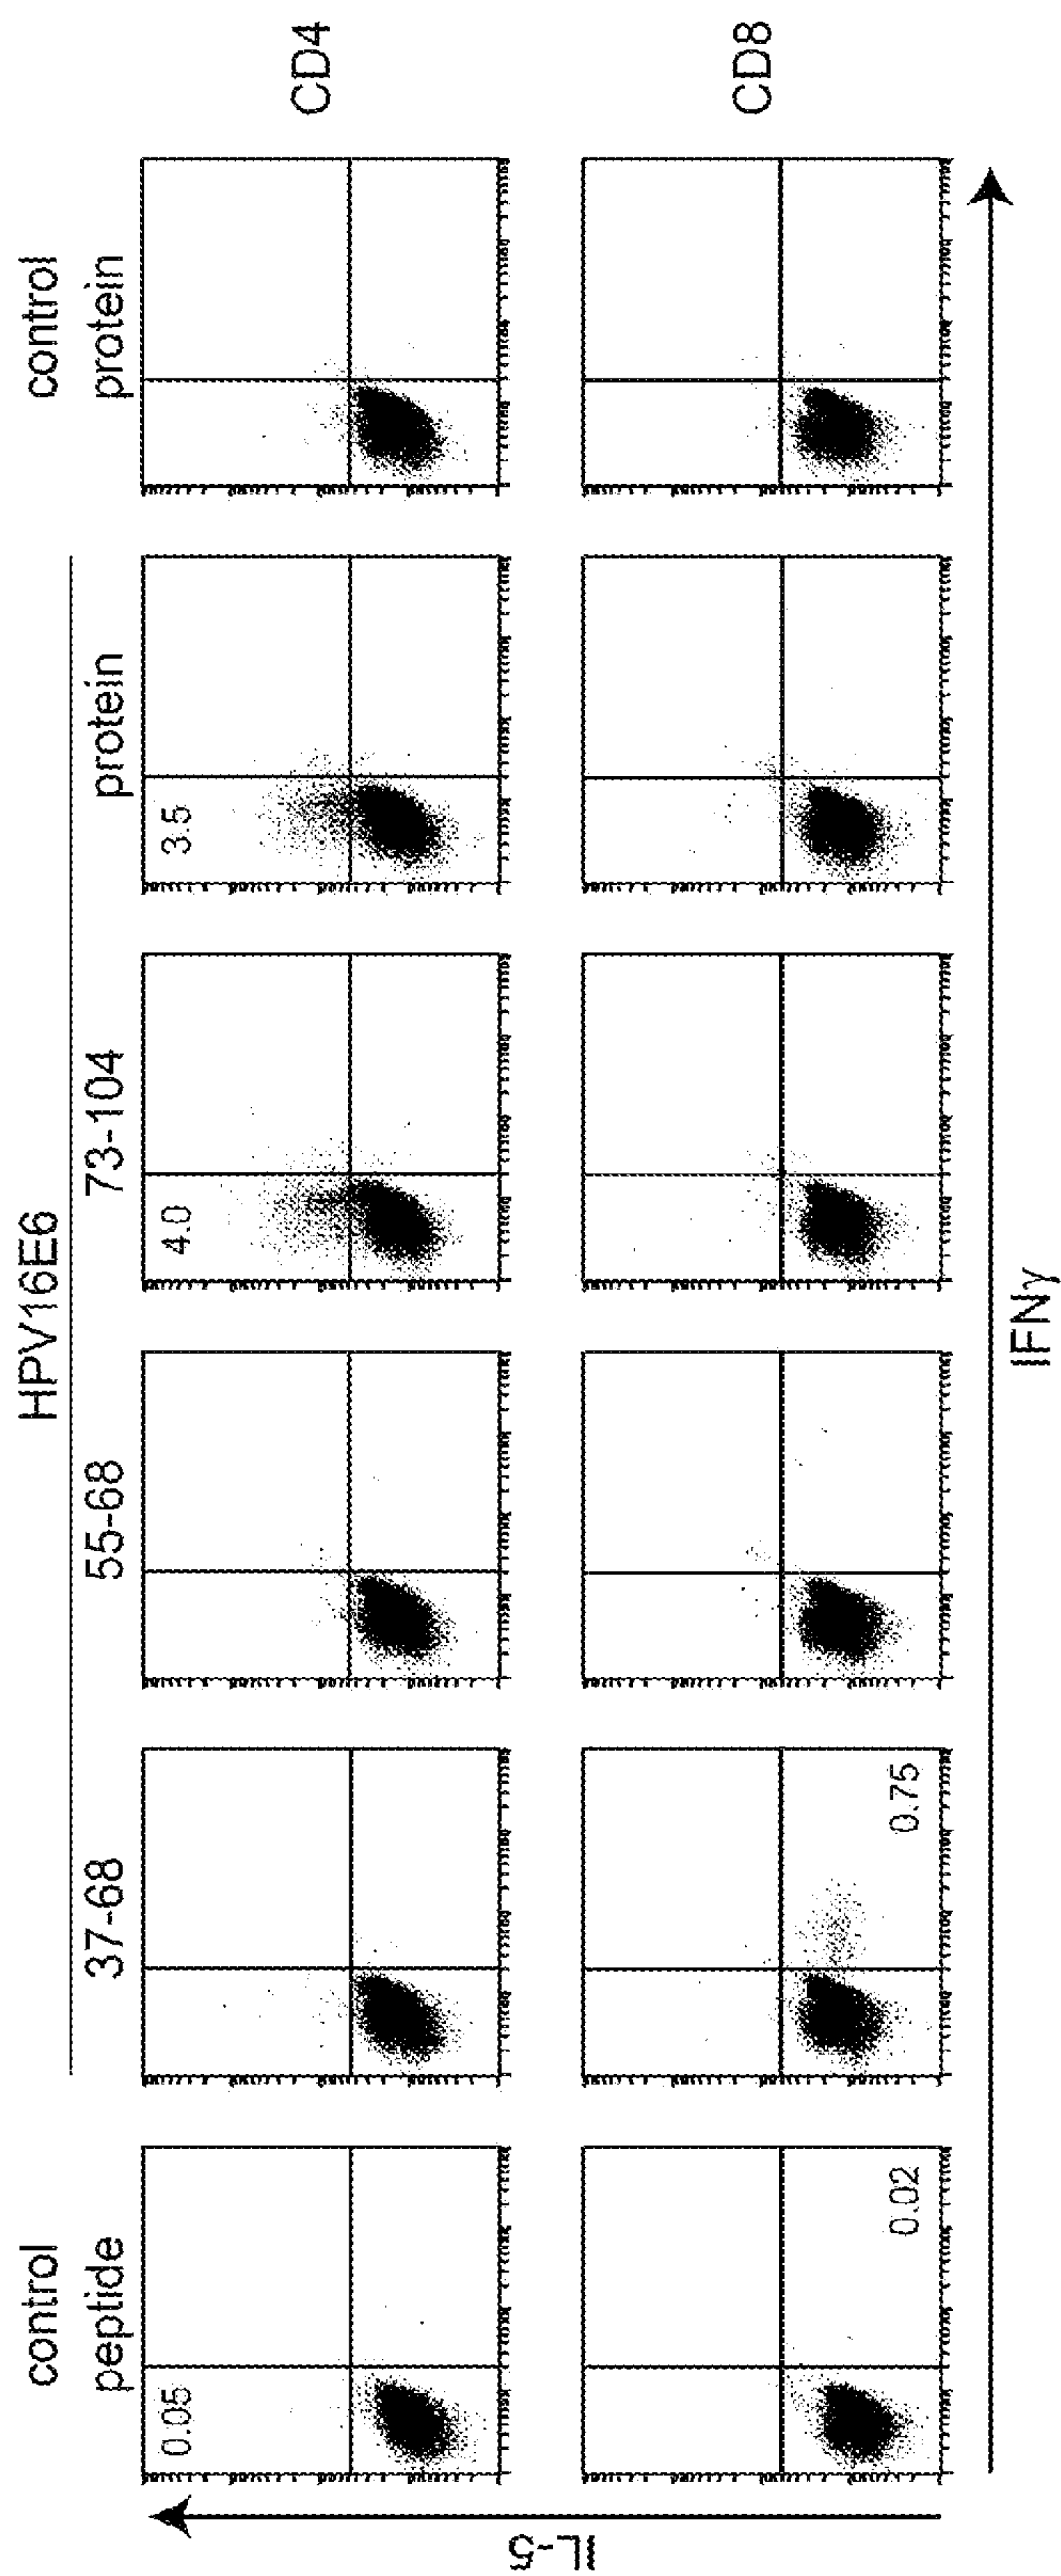 control peptide
HPV16E6
control protein
37-68
55-68
73-104
protein
0.05
4.0
3.5
CD4
0.02
0.75
CD8
IL-5
IFNγ